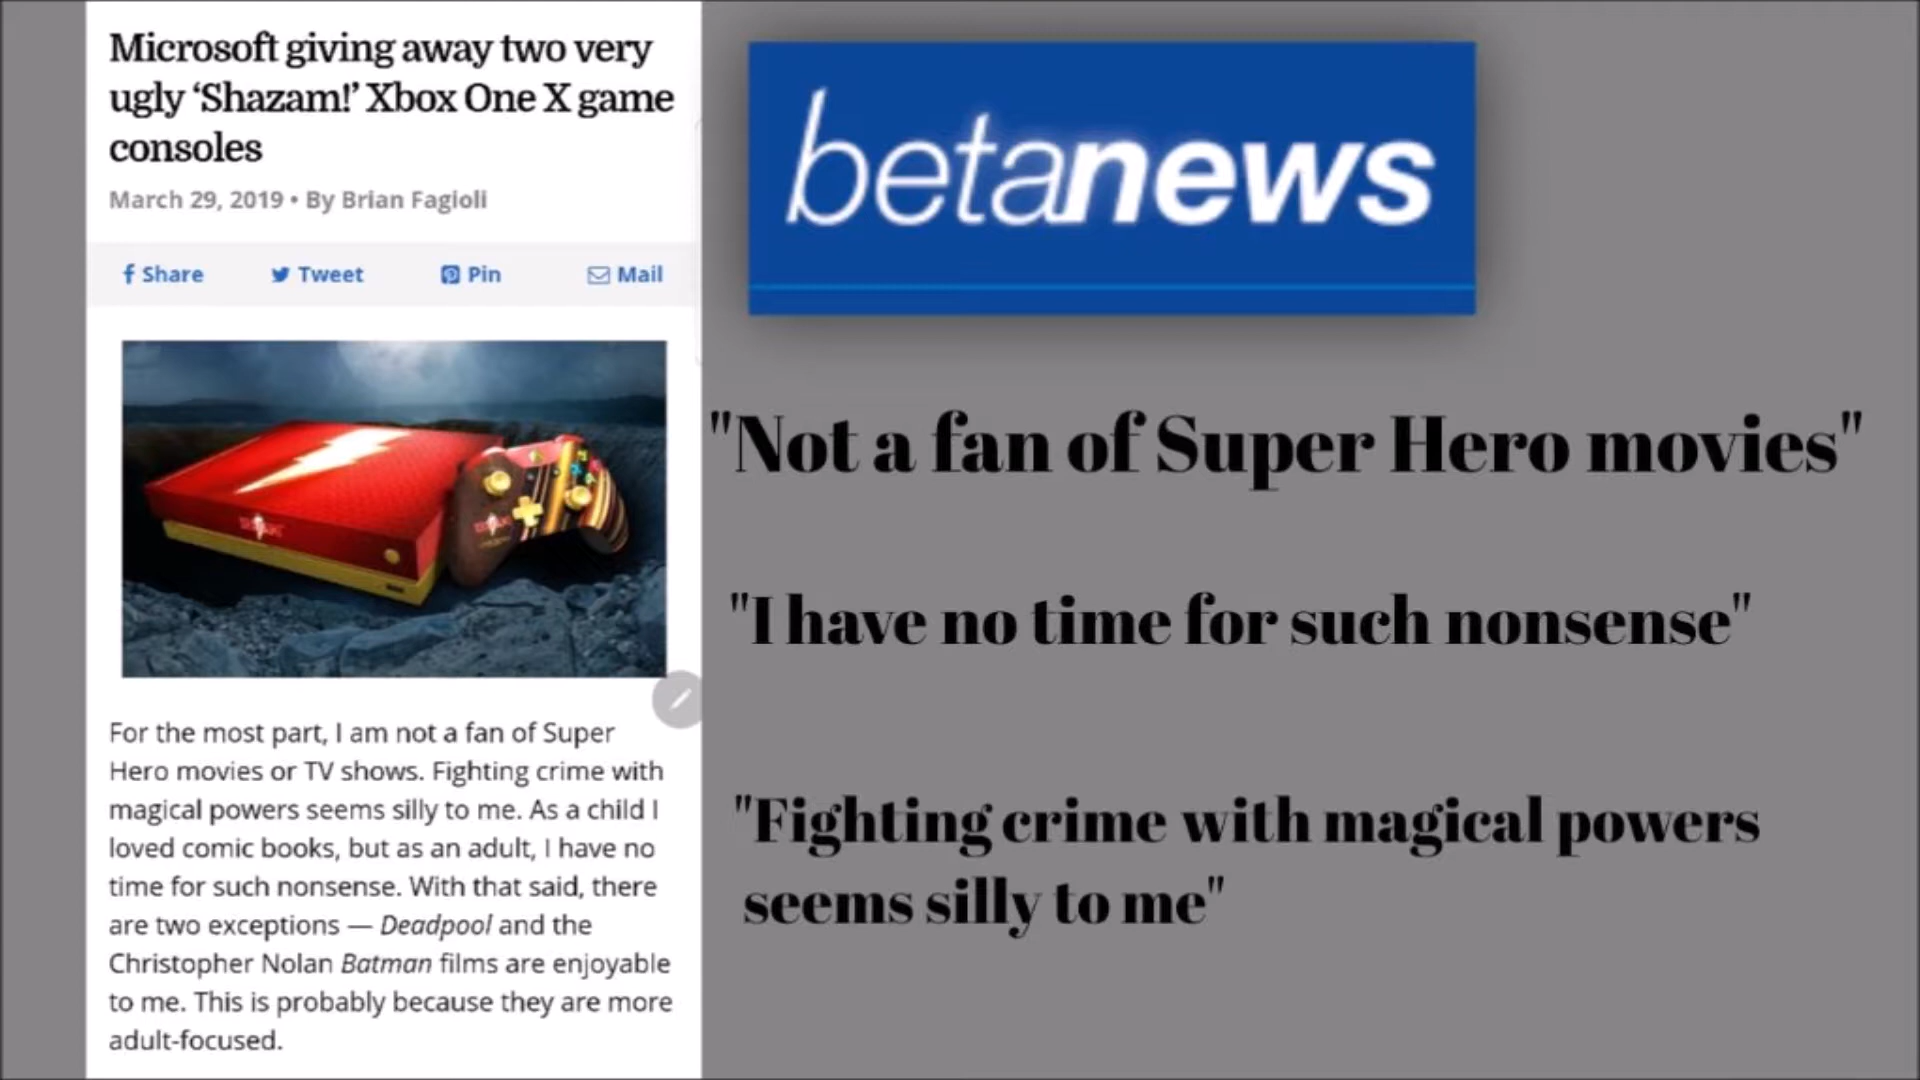 Microsoft giving away two very
ugly ‘Shazam!’ Xbox One X game
consoles
March 29, 2019 • By Brian Fagioli
Share
Tweet
Pin
Mail
For the most part, I am not a fan of Super
Hero movies or TV shows. Fighting crime with
magical powers seems silly to me. As a child I
loved comic books, but as an adult, I have no
time for such nonsense. With that said, there
are two exceptions — Deadpool and the
Christopher Nolan Batman films are enjoyable
to me. This is probably because they are more
adult-focused.
betanews
"Not a fan of Super Hero movies"
"I have no time for such nonsense"
"Fighting crime with magical powers
seems silly to me"